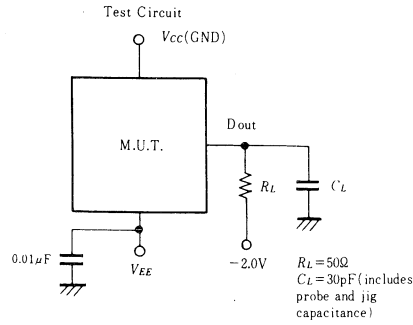 Test Circuit
Vcc(GND)
Dout
M.U.T.
RL
CL
0.01μF
VEE
−2.0V
RL=50Ω
CL=30pF(includes
probe and jig
capacitance)